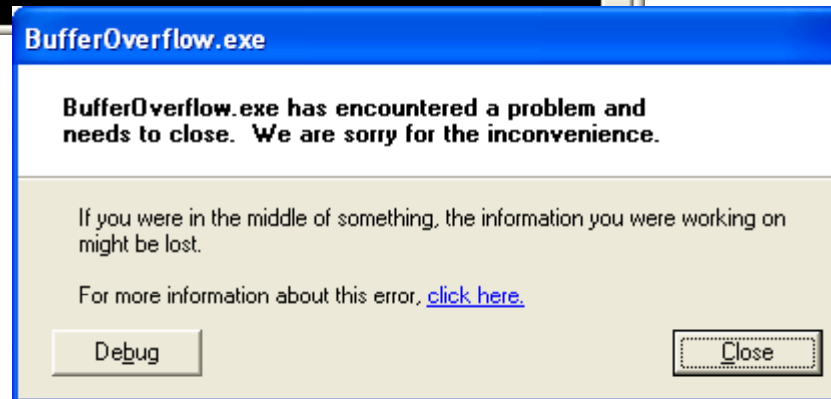 BufferOverflow.exe
BufferOverflow.exe has encountered a problem and
needs to close.  We are sorry for the inconvenience.
If you were in the middle of something, the information you were working on
might be lost.
For more information about this error, click here.
Debug
Close